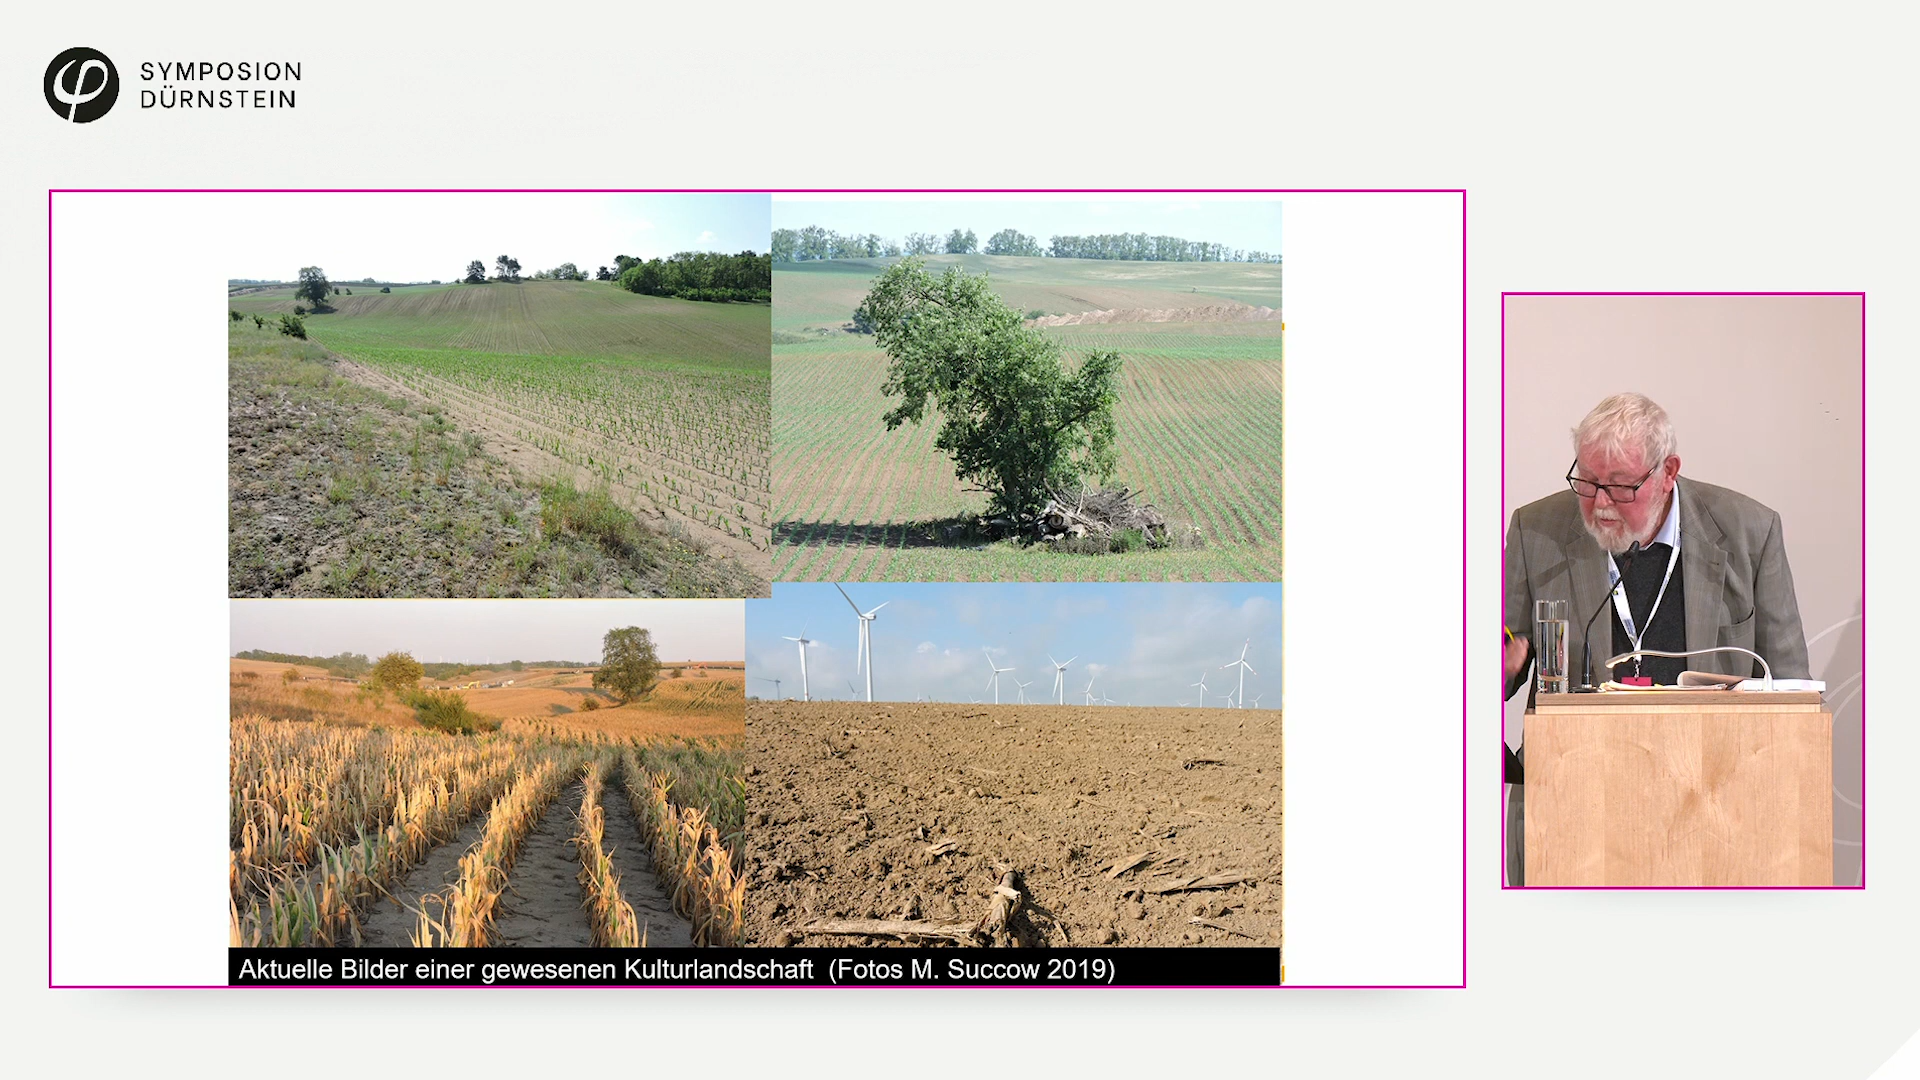 SYMPOSION
DÜRNSTEIN
Aktuelle Bilder einer gewesenen Kulturlandschaft (Fotos M. Succow 2019)